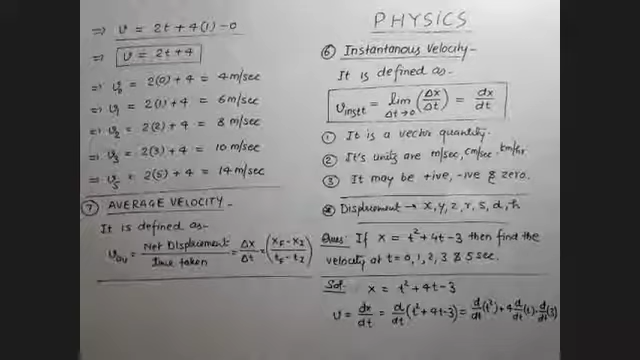 PHYSICS
⑥ Instantanous Velocity-
It is defined as-
Vinstt = lim Δt→0 (Δx/Δt) = dx/dt
① It is a vector quantity.
② It's units are m/sec, cm/sec, km/hr
③ It may be +ive, -ive & zero.
⊛ Displacement → x, y, z, r, s, d, h
Ques:- If x = t²+4t-3 then find the
velocity at t=0, 1, 2, 3 & 5 sec.
Sol:- x = t²+4t-3
v = dx/dt = d/dt (t²+4t-3) = d/dt (t²) + 4 d/dt (t) - d/dt (3)
⇒ v = 2t + 4(1) - 0
⇒ v = 2t+4
⇒ v₀ = 2(0) + 4 = 4 m/sec
⇒ v₁ = 2(1) + 4 = 6 m/sec
⇒ v₂ = 2(2) + 4 = 8 m/sec
⇒ v₃ = 2(3) + 4 = 10 m/sec
⇒ v₅ = 2(5) + 4 = 14 m/sec
⑦ AVERAGE VELOCITY-
It is defined as-
Vav = Net Displacement/time taken = Δx/Δt = (xF - xI/tF - tI)